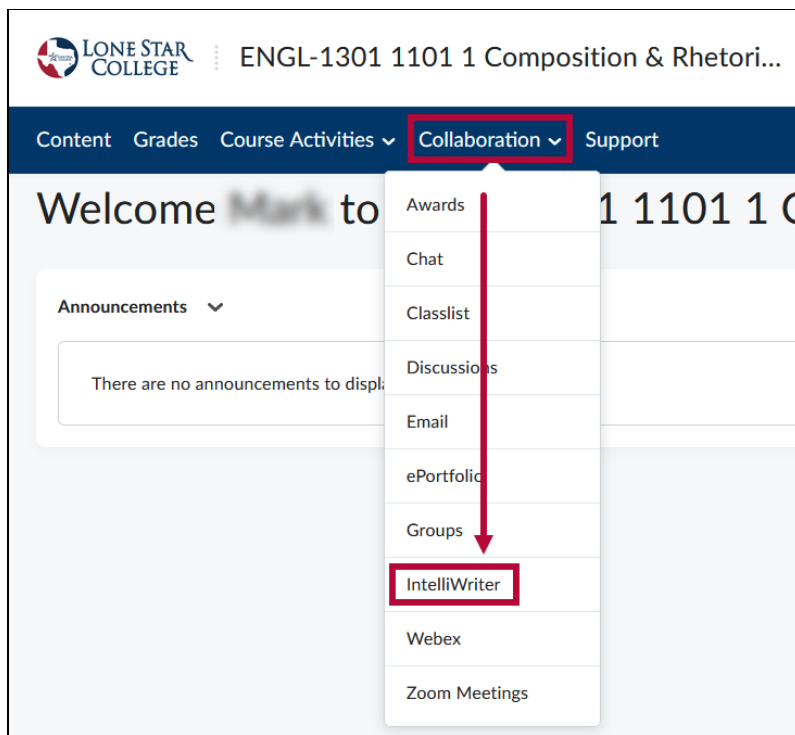 LONE STAR
COLLEGE
ENGL-1301 1101 1 Composition & Rhetori...
Content Grades Course Activities Collaboration Support
Welcome to 1 1101 1
Announcements
There are no announcements to displ
Awards
Chat
Classlist
Discussions
Email
ePortfolio
Groups
IntelliWriter
Webex
Zoom Meetings